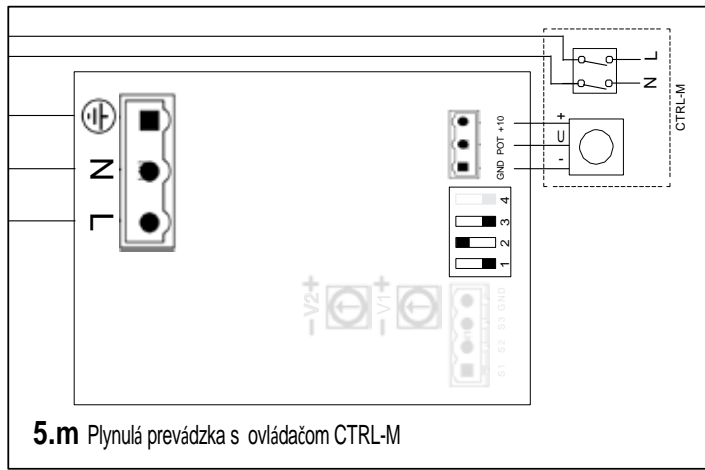 L
N
CTRL-M
+
U
-
+10
POT
GND
N
L
4
3
2
1
- V2 +
- V1 +
S1 S2 S3 GND
5.m Plynulá prevádzka s ovládačom CTRL-M